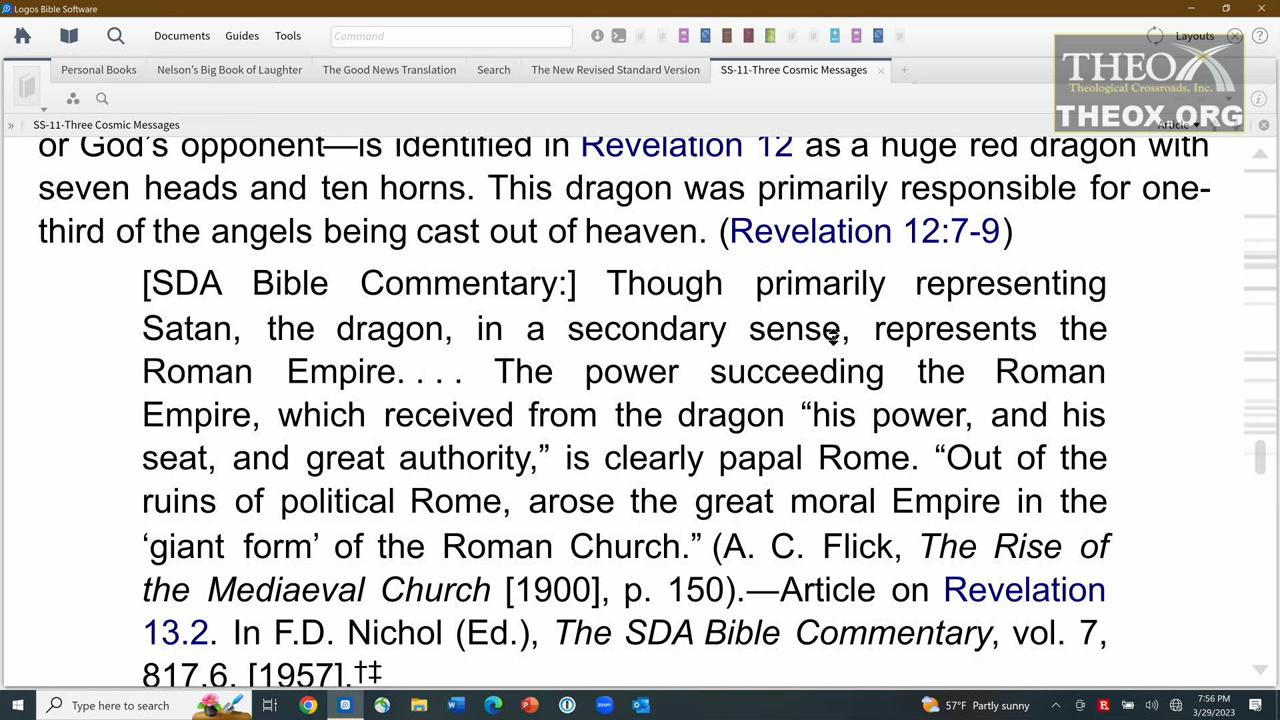 Logos Bible Software
Documents Guides Tools Command Layouts
THEOX
Theological Crossroads, Inc.
THEOX.ORG
Personal Books Nelson's Big Book of Laughter The Good News Translation Search The New Revised Standard Version SS-11-Three Cosmic Messages
SS-11-Three Cosmic Messages Article
or God's opponent—is identified in Revelation 12 as a huge red dragon with
seven heads and ten horns. This dragon was primarily responsible for one-
third of the angels being cast out of heaven. (Revelation 12:7-9)
[SDA Bible Commentary:] Though primarily representing
Satan, the dragon, in a secondary sense, represents the
Roman Empire. . . . The power succeeding the Roman
Empire, which received from the dragon “his power, and his
seat, and great authority,” is clearly papal Rome. “Out of the
ruins of political Rome, arose the great moral Empire in the
‘giant form’ of the Roman Church.” (A. C. Flick, The Rise of
the Mediaeval Church [1900], p. 150).—Article on Revelation
13.2. In F.D. Nichol (Ed.), The SDA Bible Commentary, vol. 7,
817.6. [1957].†‡
Type here to search 57°F Partly sunny 7:56 PM
3/29/2023